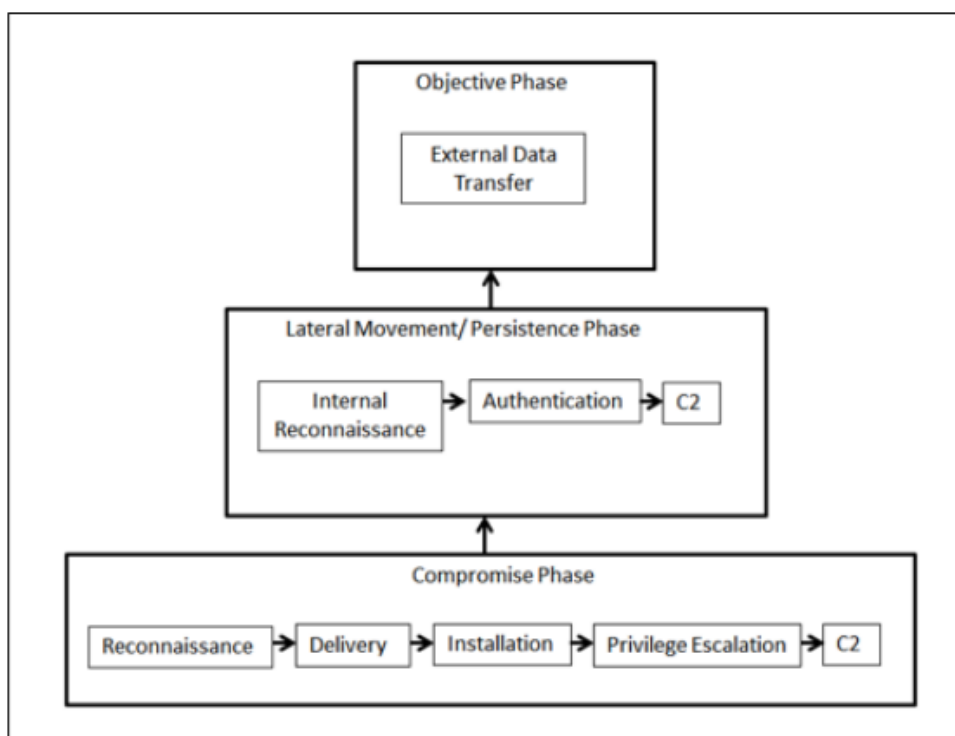 Objective Phase
External Data
Transfer
Lateral Movement/ Persistence Phase
Internal
Reconnaissance
Authentication
C2
Compromise Phase
Reconnaissance
Delivery
Installation
Privilege Escalation
C2